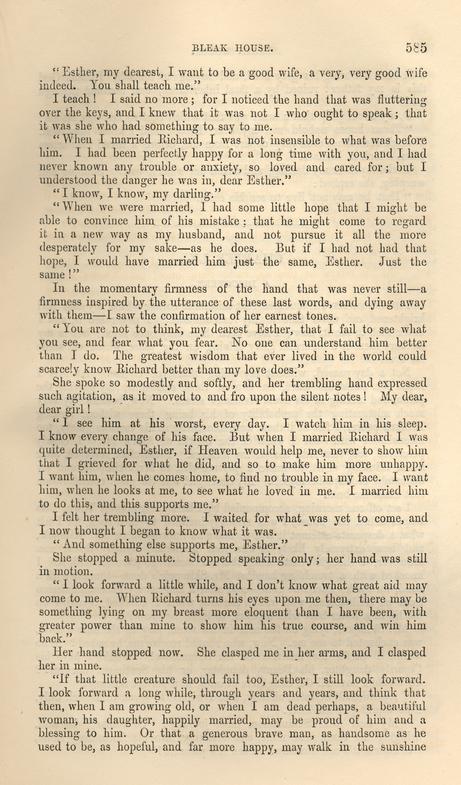 BLEAK HOUSE. 585
“Esther, my dearest, I want to be a good wife, a very, very good wife
indeed. You shall teach me.”
I teach! I said no more; for I noticed the hand that was fluttering
over the keys, and I knew that it was not I who ought to speak; that
it was she who had something to say to me.
“When I married Richard, I was not insensible to what was before
him. I had been perfectly happy for a long time with you, and I had
never known any trouble or anxiety, so loved and cared for; but I
understood the danger he was in, dear Esther.”
“I know, I know, my darling.”
“When we were married, I had some little hope that I might be
able to convince him of his mistake; that he might come to regard
it in a new way as my husband, and not pursue it all the more
desperately for my sake—as he does. But if I had not had that
hope, I would have married him just the same, Esther. Just the
same!”
In the momentary firmness of the hand that was never still—a
firmness inspired by the utterance of these last words, and dying away
with them—I saw the confirmation of her earnest tones.
“You are not to think, my dearest Esther, that I fail to see what
you see, and fear what you fear. No one can understand him better
than I do. The greatest wisdom that ever lived in the world could
scarcely know Richard better than my love does.”
She spoke so modestly and softly, and her trembling hand expressed
such agitation, as it moved to and fro upon the silent notes! My dear,
dear girl!
“I see him at his worst, every day. I watch him in his sleep.
I know every change of his face. But when I married Richard I was
quite determined, Esther, if Heaven would help me, never to show him
that I grieved for what he did, and so to make him more unhappy.
I want him, when he comes home, to find no trouble in my face. I want
him, when he looks at me, to see what he loved in me. I married him
to do this, and this supports me.”
I felt her trembling more. I waited for what was yet to come, and
I now thought I began to know what it was.
“And something else supports me, Esther.”
She stopped a minute. Stopped speaking only; her hand was still
in motion.
“I look forward a little while, and I don’t know what great aid may
come to me. When Richard turns his eyes upon me then, there may be
something lying on my breast more eloquent than I have been, with
greater power than mine to show him his true course, and win him
back.”
Her hand stopped now. She clasped me in her arms, and I clasped
her in mine.
“If that little creature should fail too, Esther, I still look forward.
I look forward a long while, through years and years, and think that
then, when I am growing old, or when I am dead perhaps, a beautiful
woman, his daughter, happily married, may be proud of him and a
blessing to him. Or that a generous brave man, as handsome as he
used to be, as hopeful, and far more happy, may walk in the sunshine